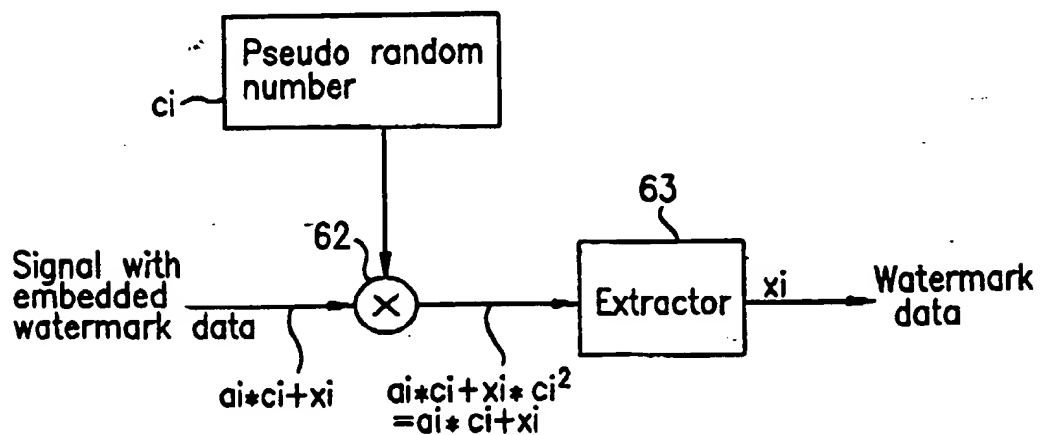 Pseudo random
number
ci
62
63
Signal with
embedded
watermark data
×
Extractor
xi
Watermark
data
ai*ci+xi
ai*ci+xi*ci²
=ai*ci+xi